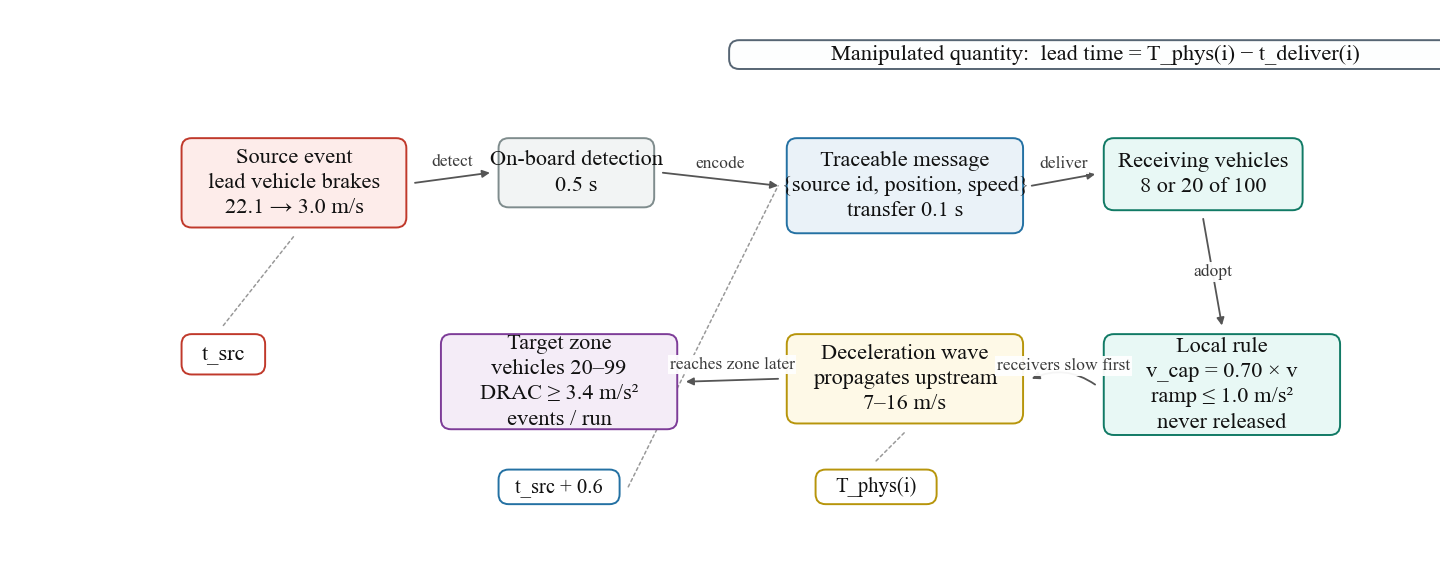 Manipulated quantity:  lead time = T_phys(i) − t_deliver(i)
Source event
lead vehicle brakes
22.1 → 3.0 m/s
detect
On-board detection
0.5 s
encode
Traceable message
{source id, position, speed}
transfer 0.1 s
deliver
Receiving vehicles
8 or 20 of 100
adopt
t_src
Target zone
vehicles 20–99
DRAC ≥ 3.4 m/s²
events / run
reaches zone later
Deceleration wave
propagates upstream
7–16 m/s
receivers slow first
Local rule
v_cap = 0.70 × v
ramp ≤ 1.0 m/s²
never released
t_src + 0.6
T_phys(i)